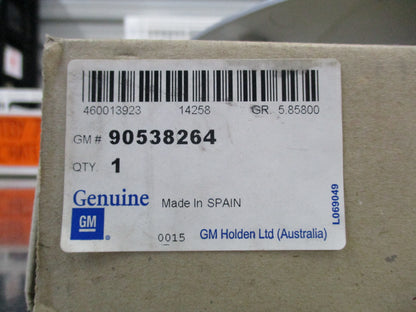 460013923 14258 GR. 5.85800
GM# 90538264
QTY. 1
Genuine Made In SPAIN
GM
0015 GM Holden Ltd (Australia)
L069049